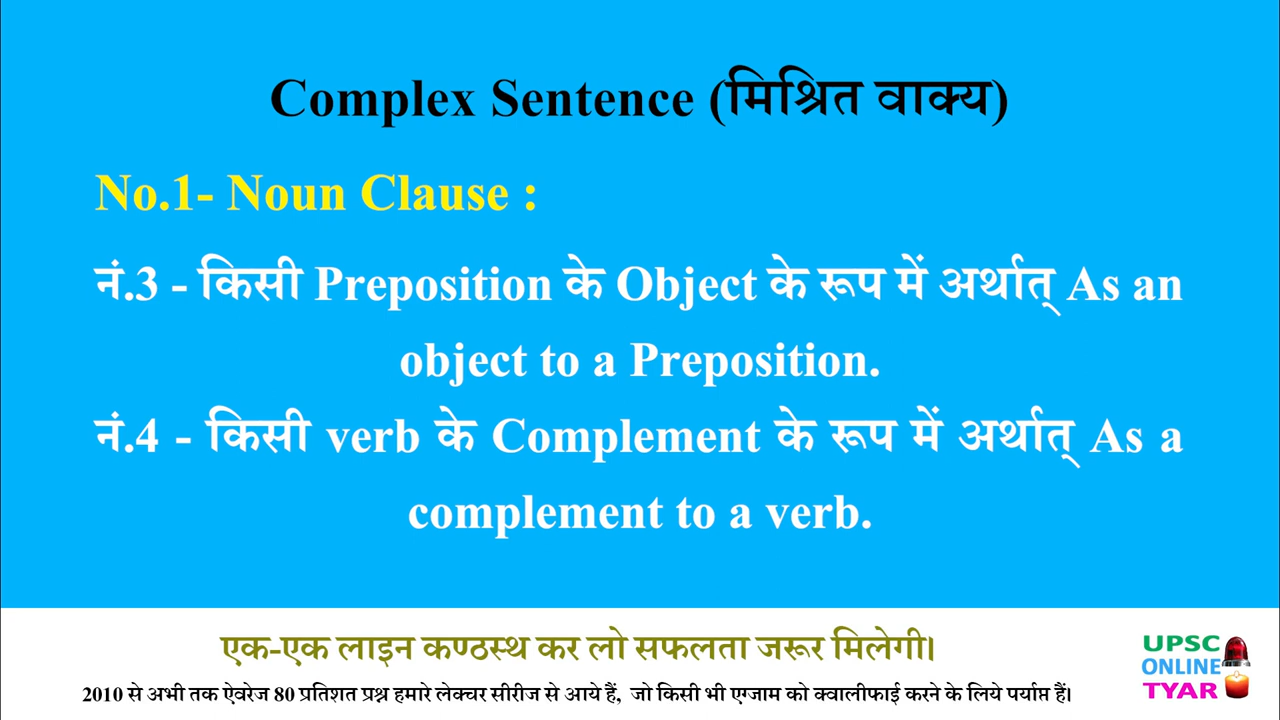 Complex Sentence (मिश्रित वाक्य)
No.1- Noun Clause :
नं.3 - किसी Preposition के Object के रूप में अर्थात् As an
object to a Preposition.
नं.4 - किसी verb के Complement के रूप में अर्थात् As a
complement to a verb.
एक-एक लाइन कण्ठस्थ कर लो सफलता जरूर मिलेगी।
2010 से अभी तक ऐवरेज 80 प्रतिशत प्रश्न हमारे लेक्चर सीरीज से आये हैं, जो किसी भी एग्जाम को क्वालीफाई करने के लिये पर्याप्त हैं।
UPSC
ONLINE
TYAR